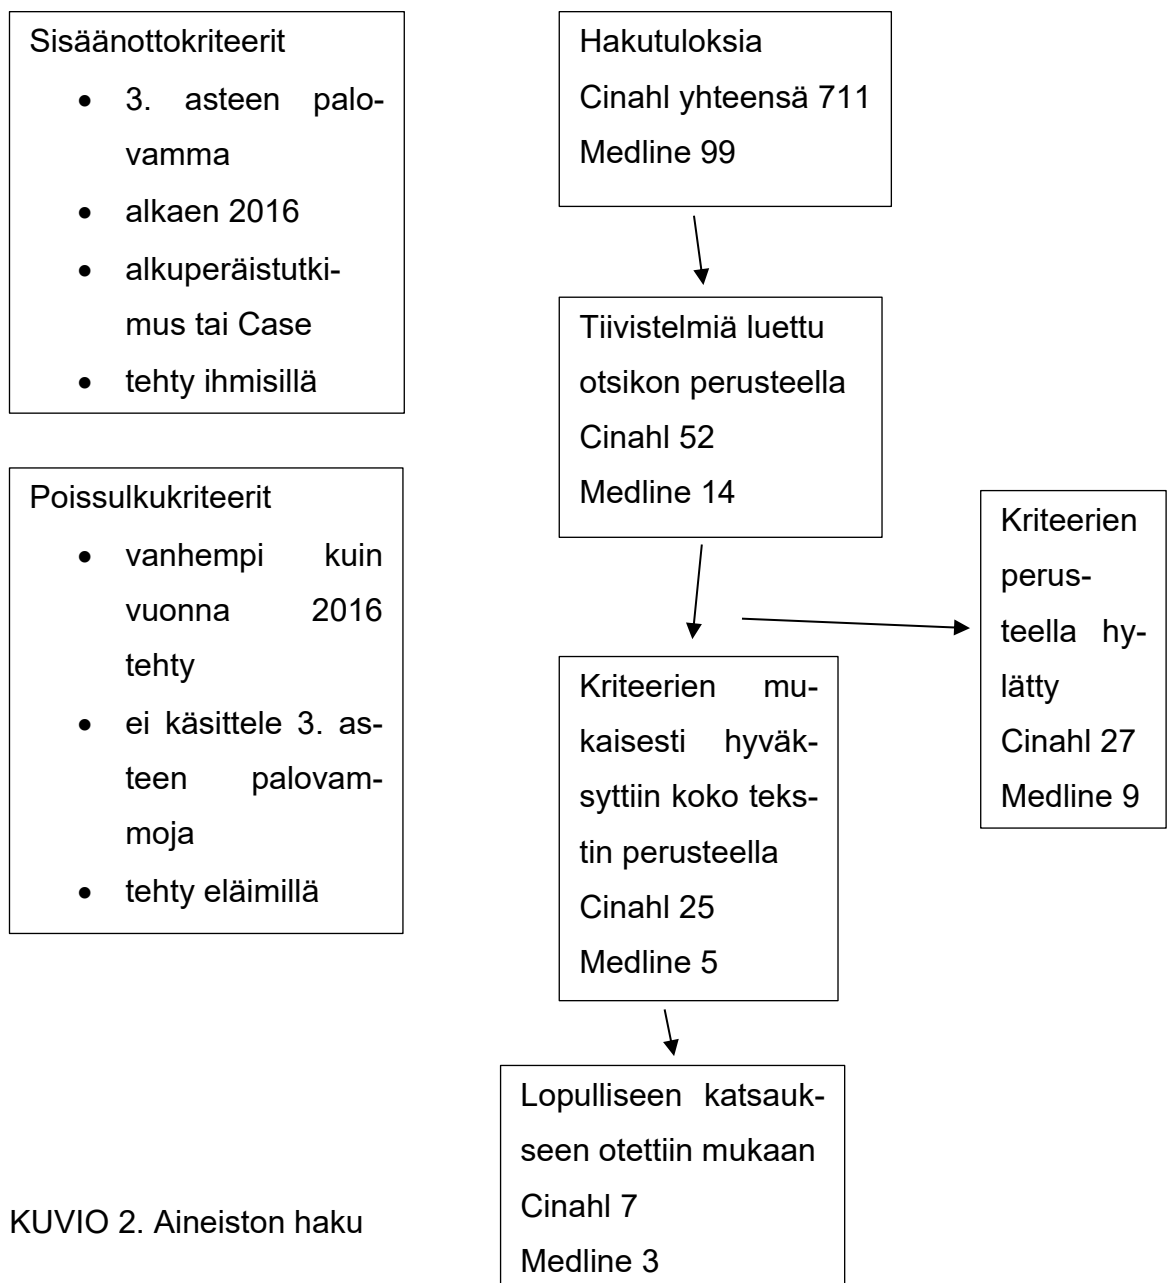 Sisäänottokriteerit
• 3. asteen palo-
vamma
• alkaen 2016
• alkuperäistutki-
mus tai Case
• tehty ihmisillä
Poissulkukriteerit
• vanhempi kuin
vuonna 2016
tehty
• ei käsittele 3. as-
teen palovam-
moja
• tehty eläimillä
Hakutuloksia
Cinahl yhteensä 711
Medline 99
Tiivistelmiä luettu
otsikon perusteella
Cinahl 52
Medline 14
Kriteerien
perus-
teella hy-
lätty
Cinahl 27
Medline 9
Kriteerien mu-
kaisesti hyväk-
syttiin koko teks-
tin perusteella
Cinahl 25
Medline 5
Lopulliseen katsauk-
seen otettiin mukaan
Cinahl 7
Medline 3
KUVIO 2. Aineiston haku